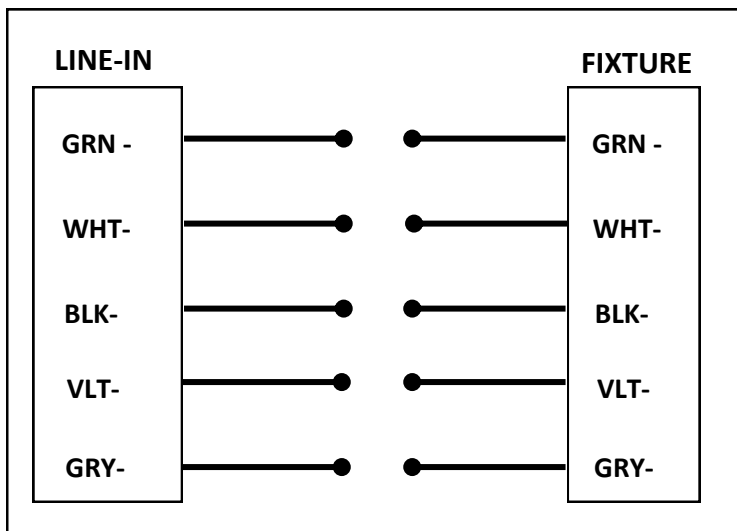 LINE-IN
FIXTURE
GRN -
GRN -
WHT-
WHT-
BLK-
BLK-
VLT-
VLT-
GRY-
GRY-